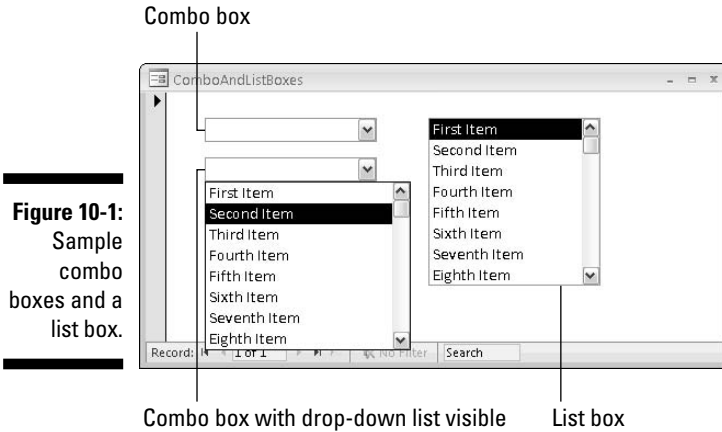 Combo box
ComboAndListBoxes
First Item
Second Item
Third Item
Fourth Item
Fifth Item
Sixth Item
Seventh Item
Eighth Item
First Item
Second Item
Third Item
Fourth Item
Fifth Item
Sixth Item
Seventh Item
Eighth Item
Record: 1 of 1 No Filter Search
Figure 10-1:
Sample
combo
boxes and a
list box.
Combo box with drop-down list visible
List box